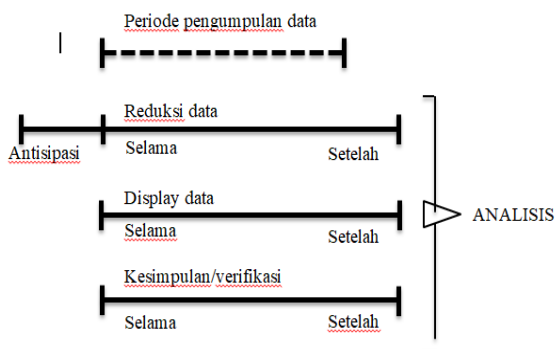 Periode pengumpulan data
Reduksi data
Antisipasi
Selama
Setelah
Display data
Selama
Setelah
ANALISIS
Kesimpulan/verifikasi
Selama
Setelah